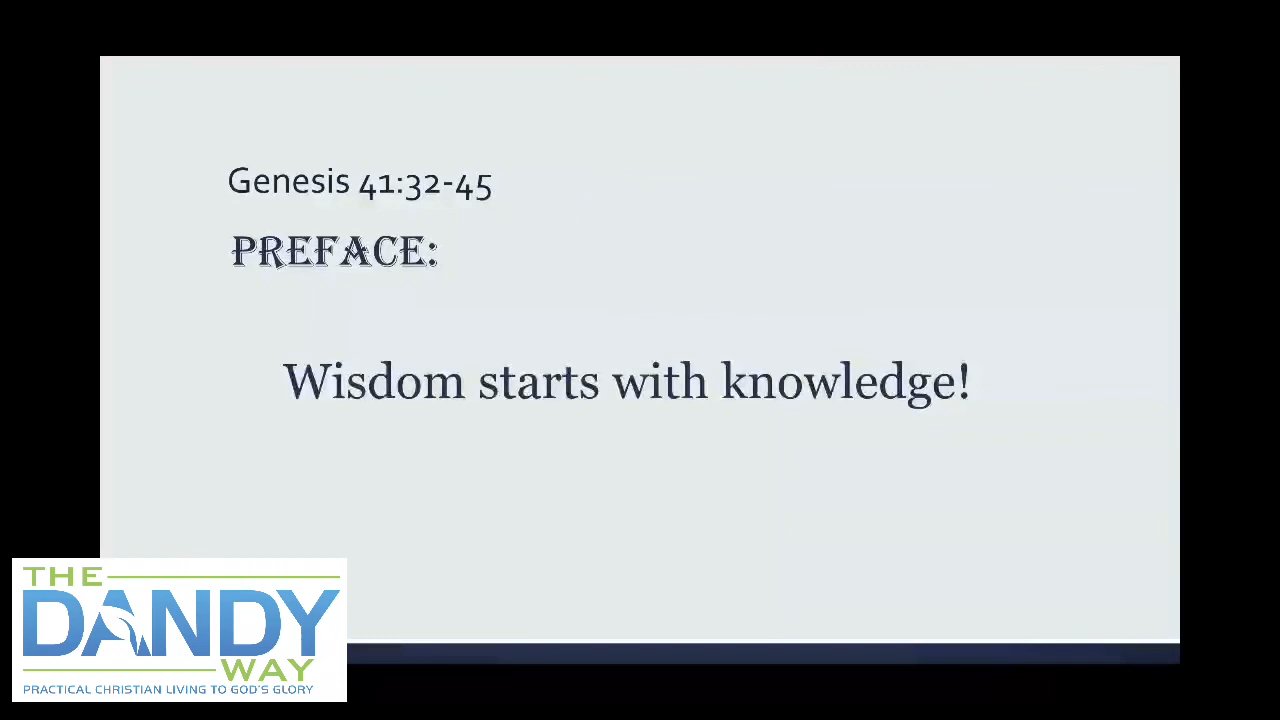 Genesis 41:32-45
PREFACE:
Wisdom starts with knowledge!
THE
DANDY
WAY
PRACTICAL CHRISTIAN LIVING TO GOD'S GLORY